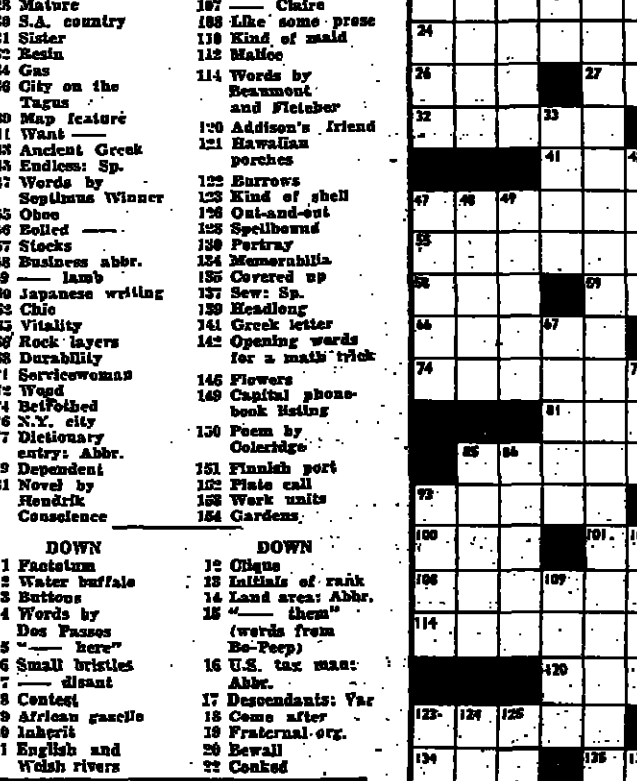 Mature
S.A. country
Sister
Resin
Gas
City on the
Tagus
Map feature
Want ——
Ancient Greek
Endless: Sp.
Words by
Septimus Winner
Oboe
Boiled ——
Stocks
Business abbr.
—— lamb
Japanese writing
Chic
Vitality
Rock layers
Durability
Servicewoman
Wood
Betrothed
N.Y. city
Dictionary
entry: Abbr.
Dependent
Novel by
Hendrik
Conscience
DOWN
1 Factotum
2 Water buffalo
3 Buttons
4 Words by
Dos Passos
5 "—— here"
6 Small bristles
7 —— disant
8 Contest
9 African gazelle
Inherit
English and
Welsh rivers
107 —— Claire
108 Like some prose
110 Kind of maid
112 Malice
114 Words by
Beaumont
and Fletcher
120 Addison's friend
121 Hawaiian
porches
122 Burrows
123 Kind of shell
126 Out-and-out
128 Spellbound
130 Portray
134 Memorabilia
135 Covered up
137 Sew: Sp.
139 Headlong
141 Greek letter
142 Opening words
for a math trick
146 Flowers
149 Capital phone-
book listing
150 Poem by
Coleridge
151 Finnish port
152 Plate call
153 Work units
154 Gardens
DOWN
12 Clique
13 Initials of rank
14 Land area: Abbr.
15 "—— them"
(words from
Bo-Peep)
16 U.S. tax man:
Abbr.
17 Descendants: Var
18 Come after
19 Fraternal org.
20 Bewail
22 Conked
24
26 27
32 33
41
47 48 49
55
58 59
66 67
74
81
85 86
93
100 101
106 109
114
120
123 124 125
134 135